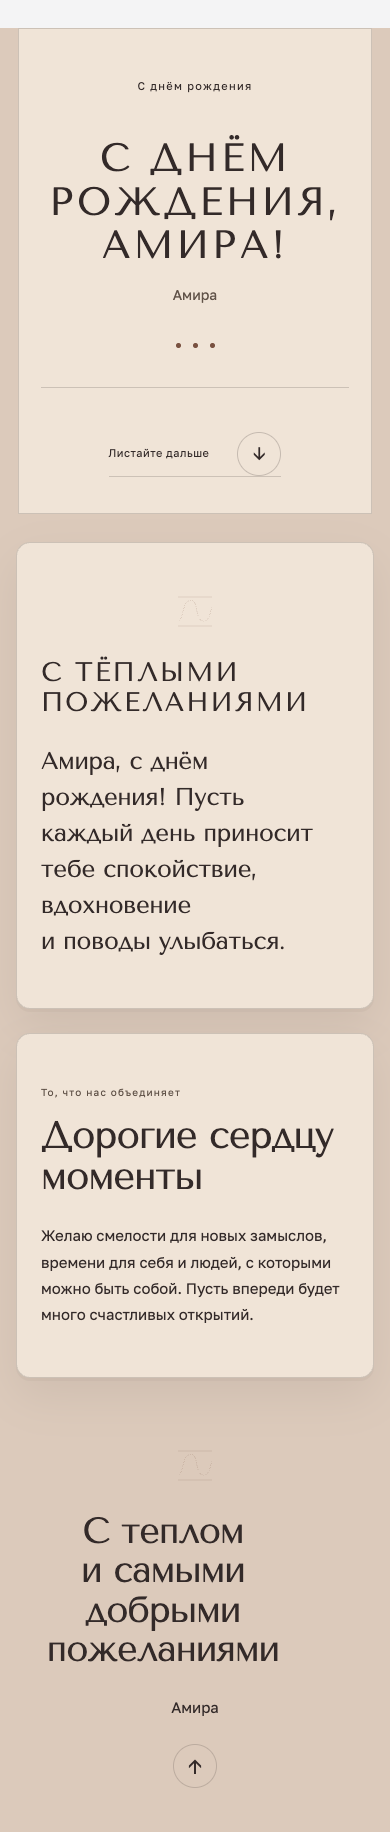 С днём рождения
С ДНЁМ
РОЖДЕНИЯ,
АМИРА!
Амира
Листайте дальше
С ТЁПЛЫМИ
ПОЖЕЛАНИЯМИ
Амира, с днём
рождения! Пусть
каждый день приносит
тебе спокойствие,
вдохновение
и поводы улыбаться.
То, что нас объединяет
Дорогие сердцу
моменты
Желаю смелости для новых замыслов,
времени для себя и людей, с которыми
можно быть собой. Пусть впереди будет
много счастливых открытий.
С теплом
и самыми
добрыми
пожеланиями
Амира